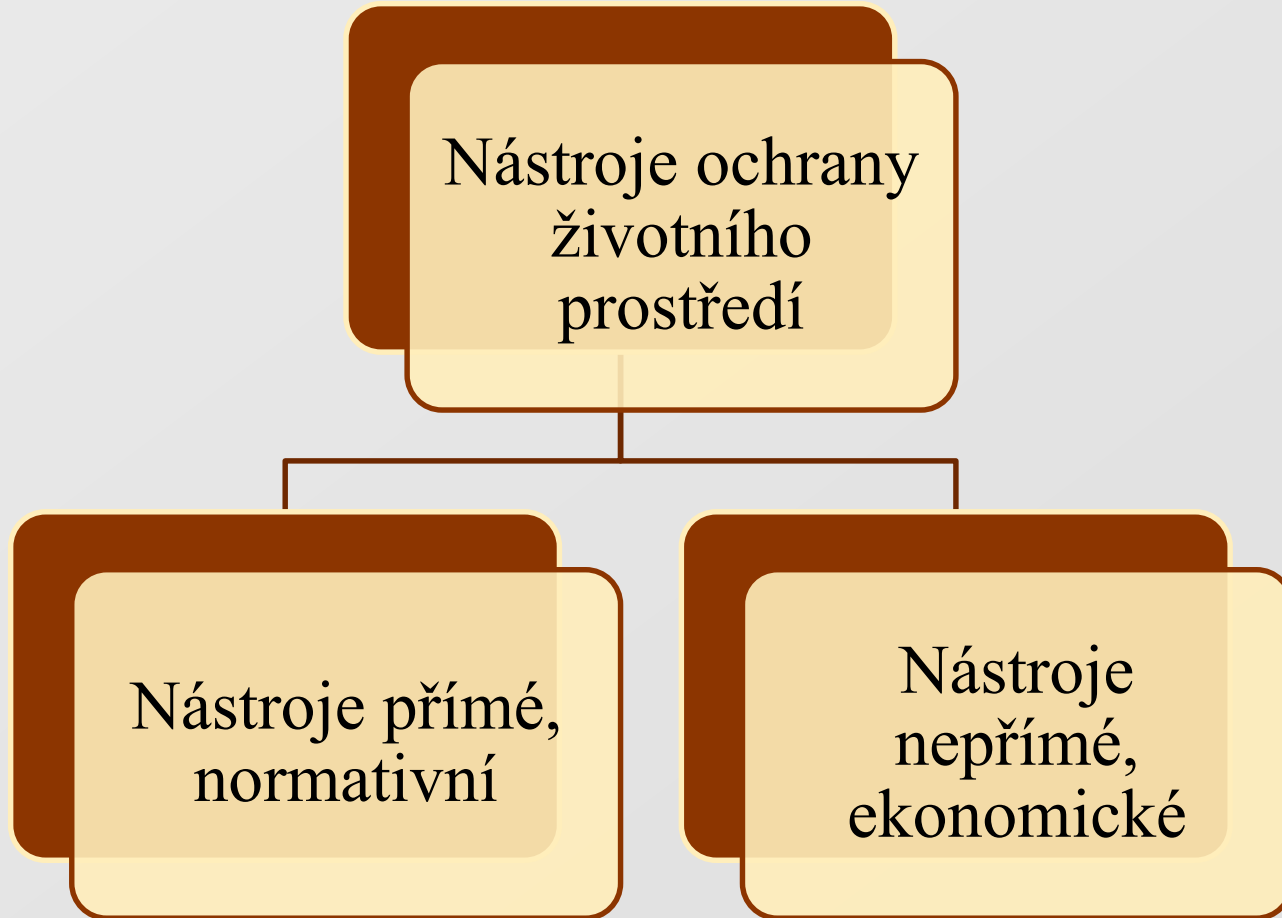 Nástroje ochrany
životního
prostředí
Nástroje přímé,
normativní
Nástroje
nepřímé,
ekonomické